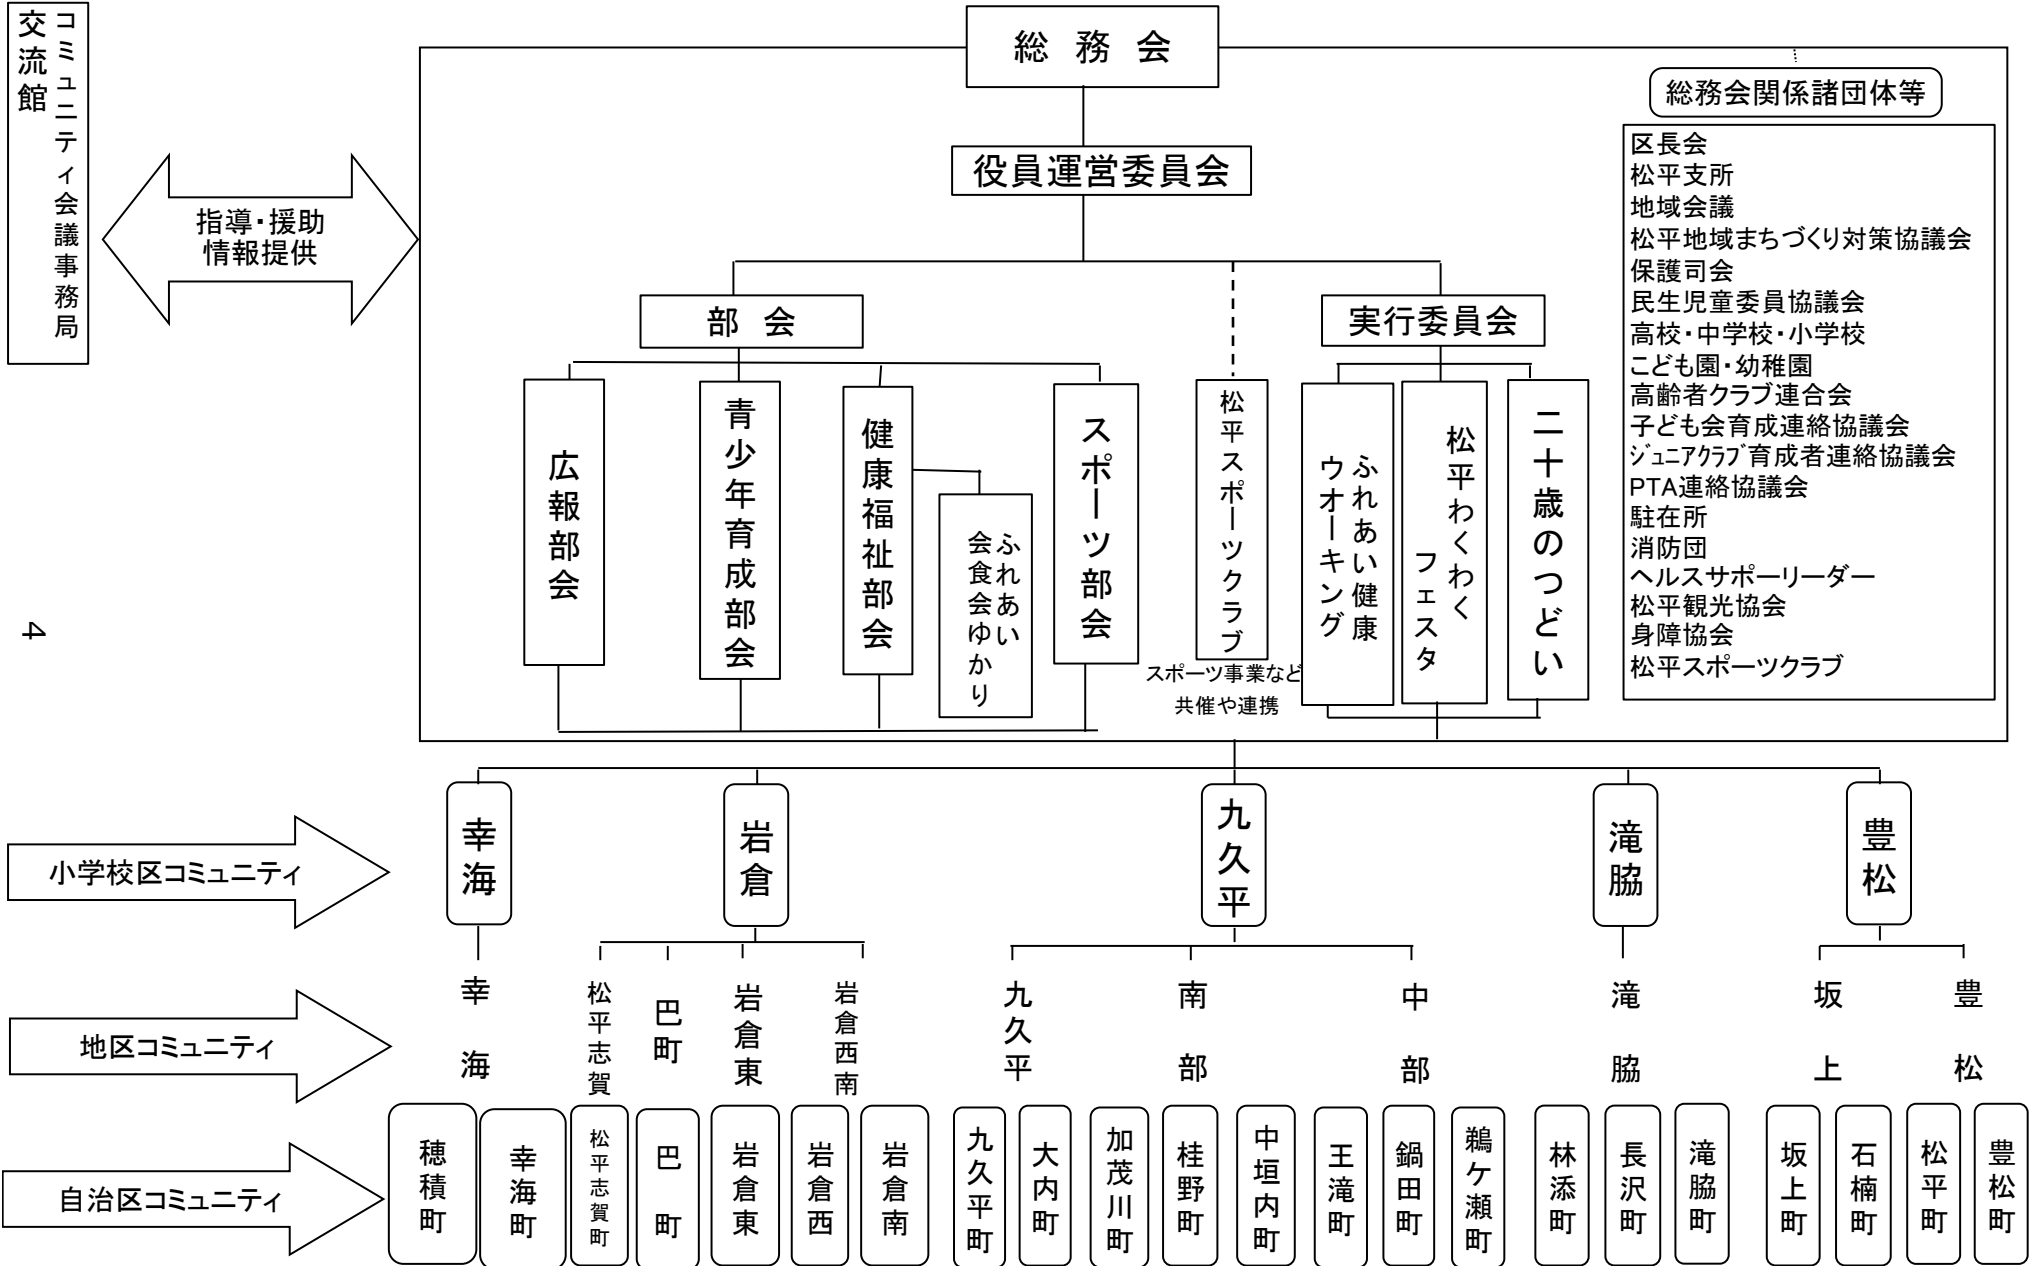 コミュニティ会議事務局
交流館
総 務 会
役員運営委員会
指導・援助
情報提供
部 会
実行委員会
広報部会
青少年育成部会
健康福祉部会
ふれあい
会食会ゆかり
スポーツ部会
松平スポーツクラブ
スポーツ事業など
共催や連携
ふれあい健康
ウオーキング
松平わくわく
フェスタ
二十歳のつどい
総務会関係諸団体等
区長会
松平支所
地域会議
松平地域まちづくり対策協議会
保護司会
民生児童委員協議会
高校・中学校・小学校
こども園・幼稚園
高齢者クラブ連合会
子ども会育成連絡協議会
ジュニアクラブ育成者連絡協議会
PTA連絡協議会
駐在所
消防団
ヘルスサポーリーダー
松平観光協会
身障協会
松平スポーツクラブ
4
小学校区コミュニティ
幸海
岩倉
九久平
滝脇
豊松
地区コミュニティ
幸 海
松平志賀
巴町
岩倉東
岩倉西南
九久平
南 部
中 部
滝 脇
坂 上
豊 松
自治区コミュニティ
穂積町
幸海町
松平志賀町
巴 町
岩倉東
岩倉西
岩倉南
九久平町
大内町
加茂川町
桂野町
中垣内町
王滝町
鍋田町
鵜ケ瀬町
林添町
長沢町
滝脇町
坂上町
石楠町
松平町
豊松町